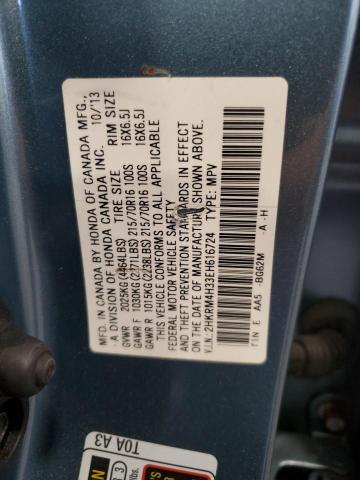 MFD. IN CANADA BY HONDA OF CANADA MFG.,
A DIVISION OF HONDA CANADA INC. 10/13
TIRE SIZE RIM SIZE
GVWR 2025KG(4464LBS)
GAWR F 1030KG(2271LBS) 215/70R16 100S 16X6.5J
GAWR R 1015KG(2238LBS) 215/70R16 100S 16X6.5J
THIS VEHICLE CONFORMS TO ALL APPLICABLE
FEDERAL MOTOR VEHICLE SAFETY
AND THEFT PREVENTION STANDARDS IN EFFECT
ON THE DATE OF MANUFACTURE SHOWN ABOVE.
V.I.N.: 2HKRM4H33EH616724 TYPE: MPV
TIN E AA5 -BG62M -A -H
T0A A3